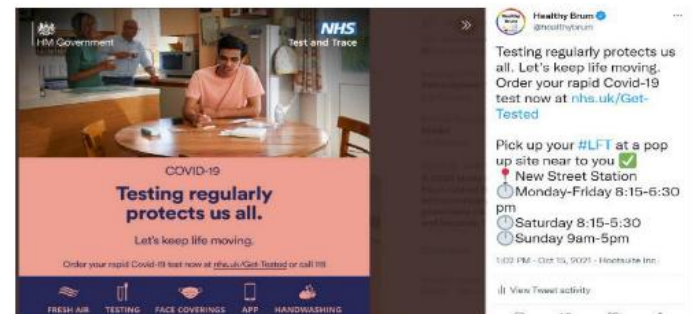 HM Government
NHS
Test and Trace
COVID-19
Testing regularly
protects us all.
Let's keep life moving.
Order your rapid Covid-19 test now at nhs.uk/Get-Tested or call 119
FRESH AIR TESTING FACE COVERINGS APP HANDWASHING
Healthy Brum
@healthybrum
Testing regularly protects us
all. Let's keep life moving.
Order your rapid Covid-19
test now at nhs.uk/Get-
Tested
Pick up your #LFT at a pop
up site near to you ✅
📍 New Street Station
⏱Monday-Friday 8:15-6:30
pm
⏱Saturday 8:15-5:30
⏱Sunday 9am-5pm
1:02 PM · Oct 15, 2021 · Hootsuite Inc.
View Tweet activity